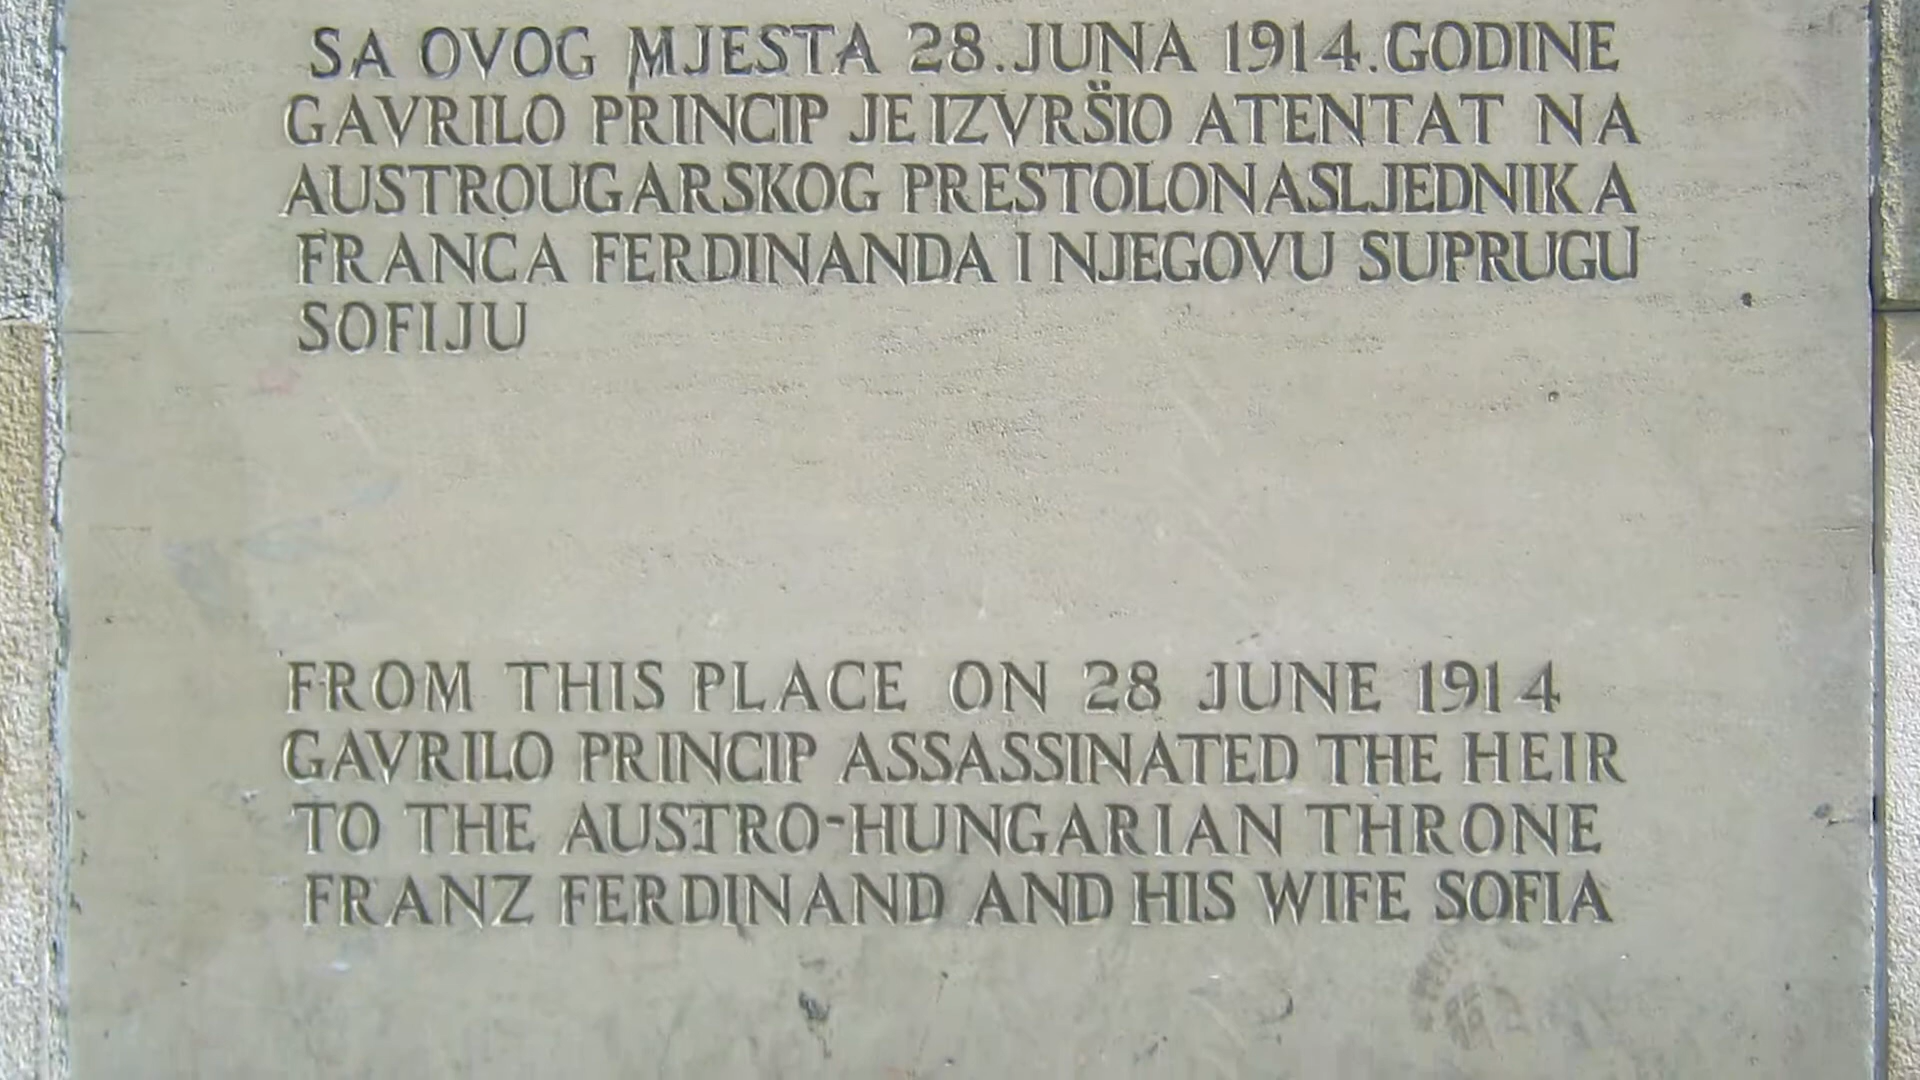 SA OVOG MJESTA 28.JUNA 1914.GODINE
GAVRILO PRINCIP JE IZVRŠIO ATENTAT NA
AUSTROUGARSKOG PRESTOLONASLJEDNIKA
FRANCA FERDINANDA I NJEGOVU SUPRUGU
SOFIJU
FROM THIS PLACE ON 28 JUNE 1914
GAVRILO PRINCIP ASSASSINATED THE HEIR
TO THE AUSTRO-HUNGARIAN THRONE
FRANZ FERDINAND AND HIS WIFE SOFIA